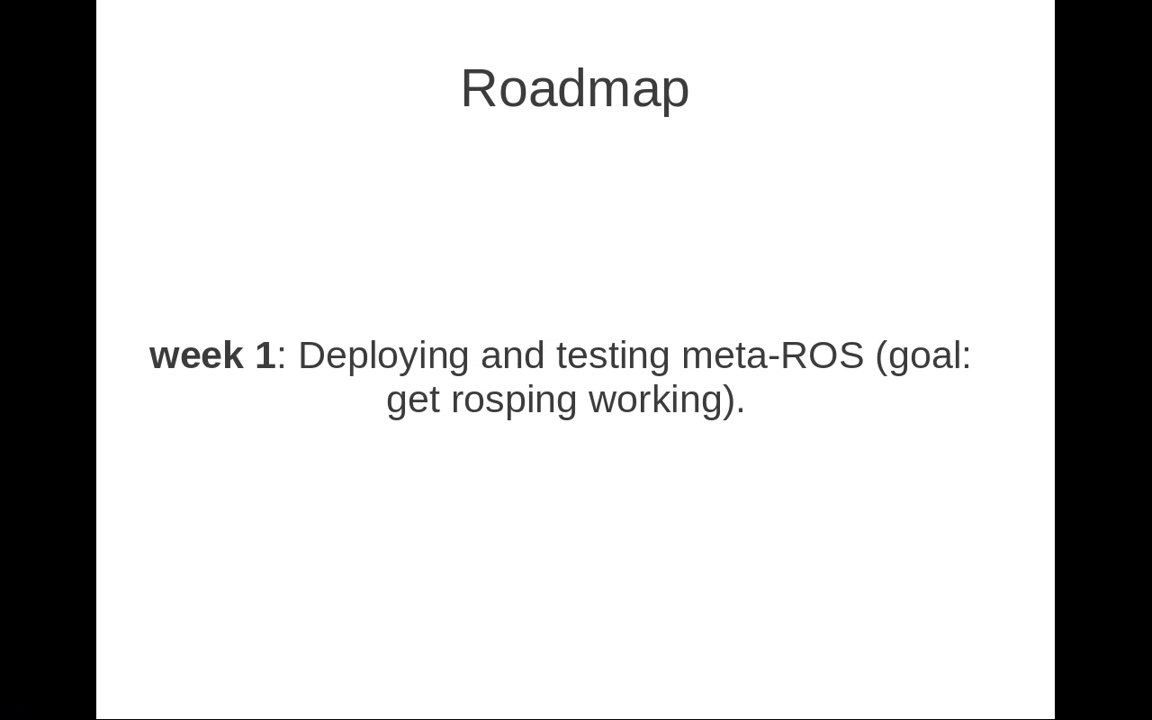 Roadmap
week 1: Deploying and testing meta-ROS (goal:
get rosping working).